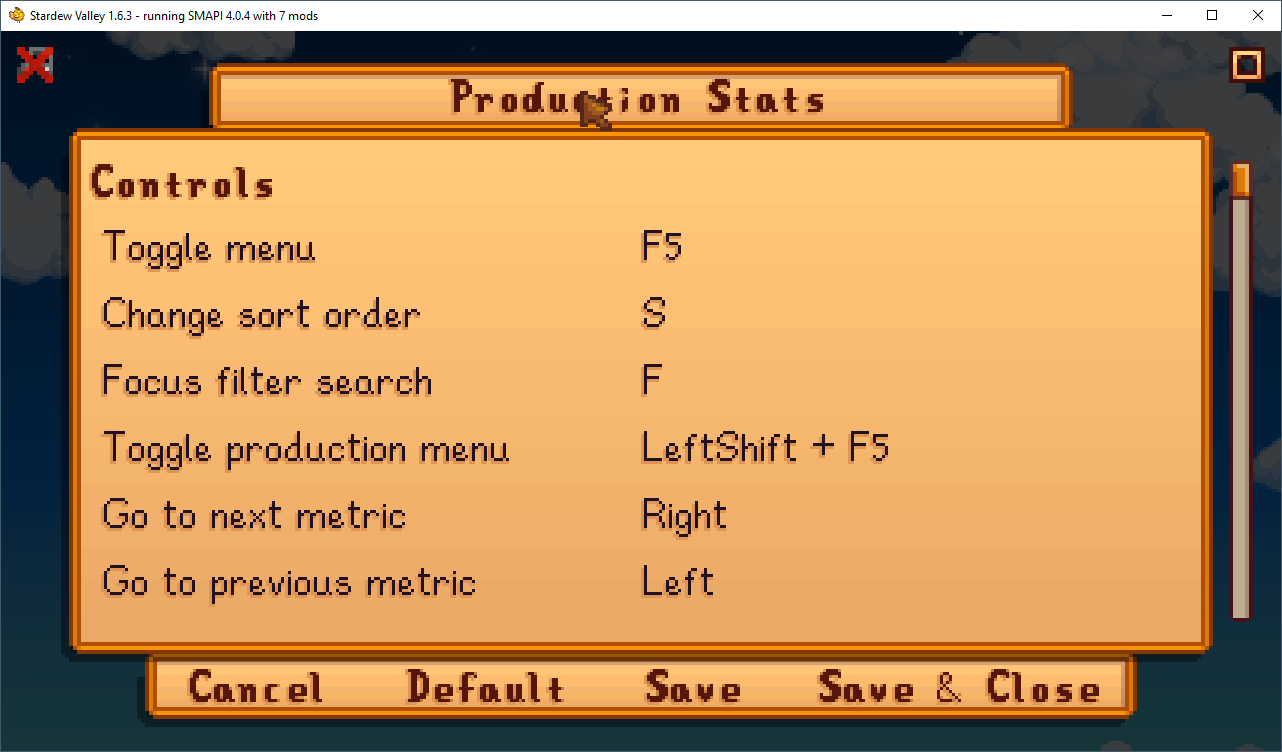 Stardew Valley 1.6.3 - running SMAPI 4.0.4 with 7 mods
Production Stats
Controls
Toggle menu F5
Change sort order S
Focus filter search F
Toggle production menu LeftShift + F5
Go to next metric Right
Go to previous metric Left
Cancel Default Save Save & Close